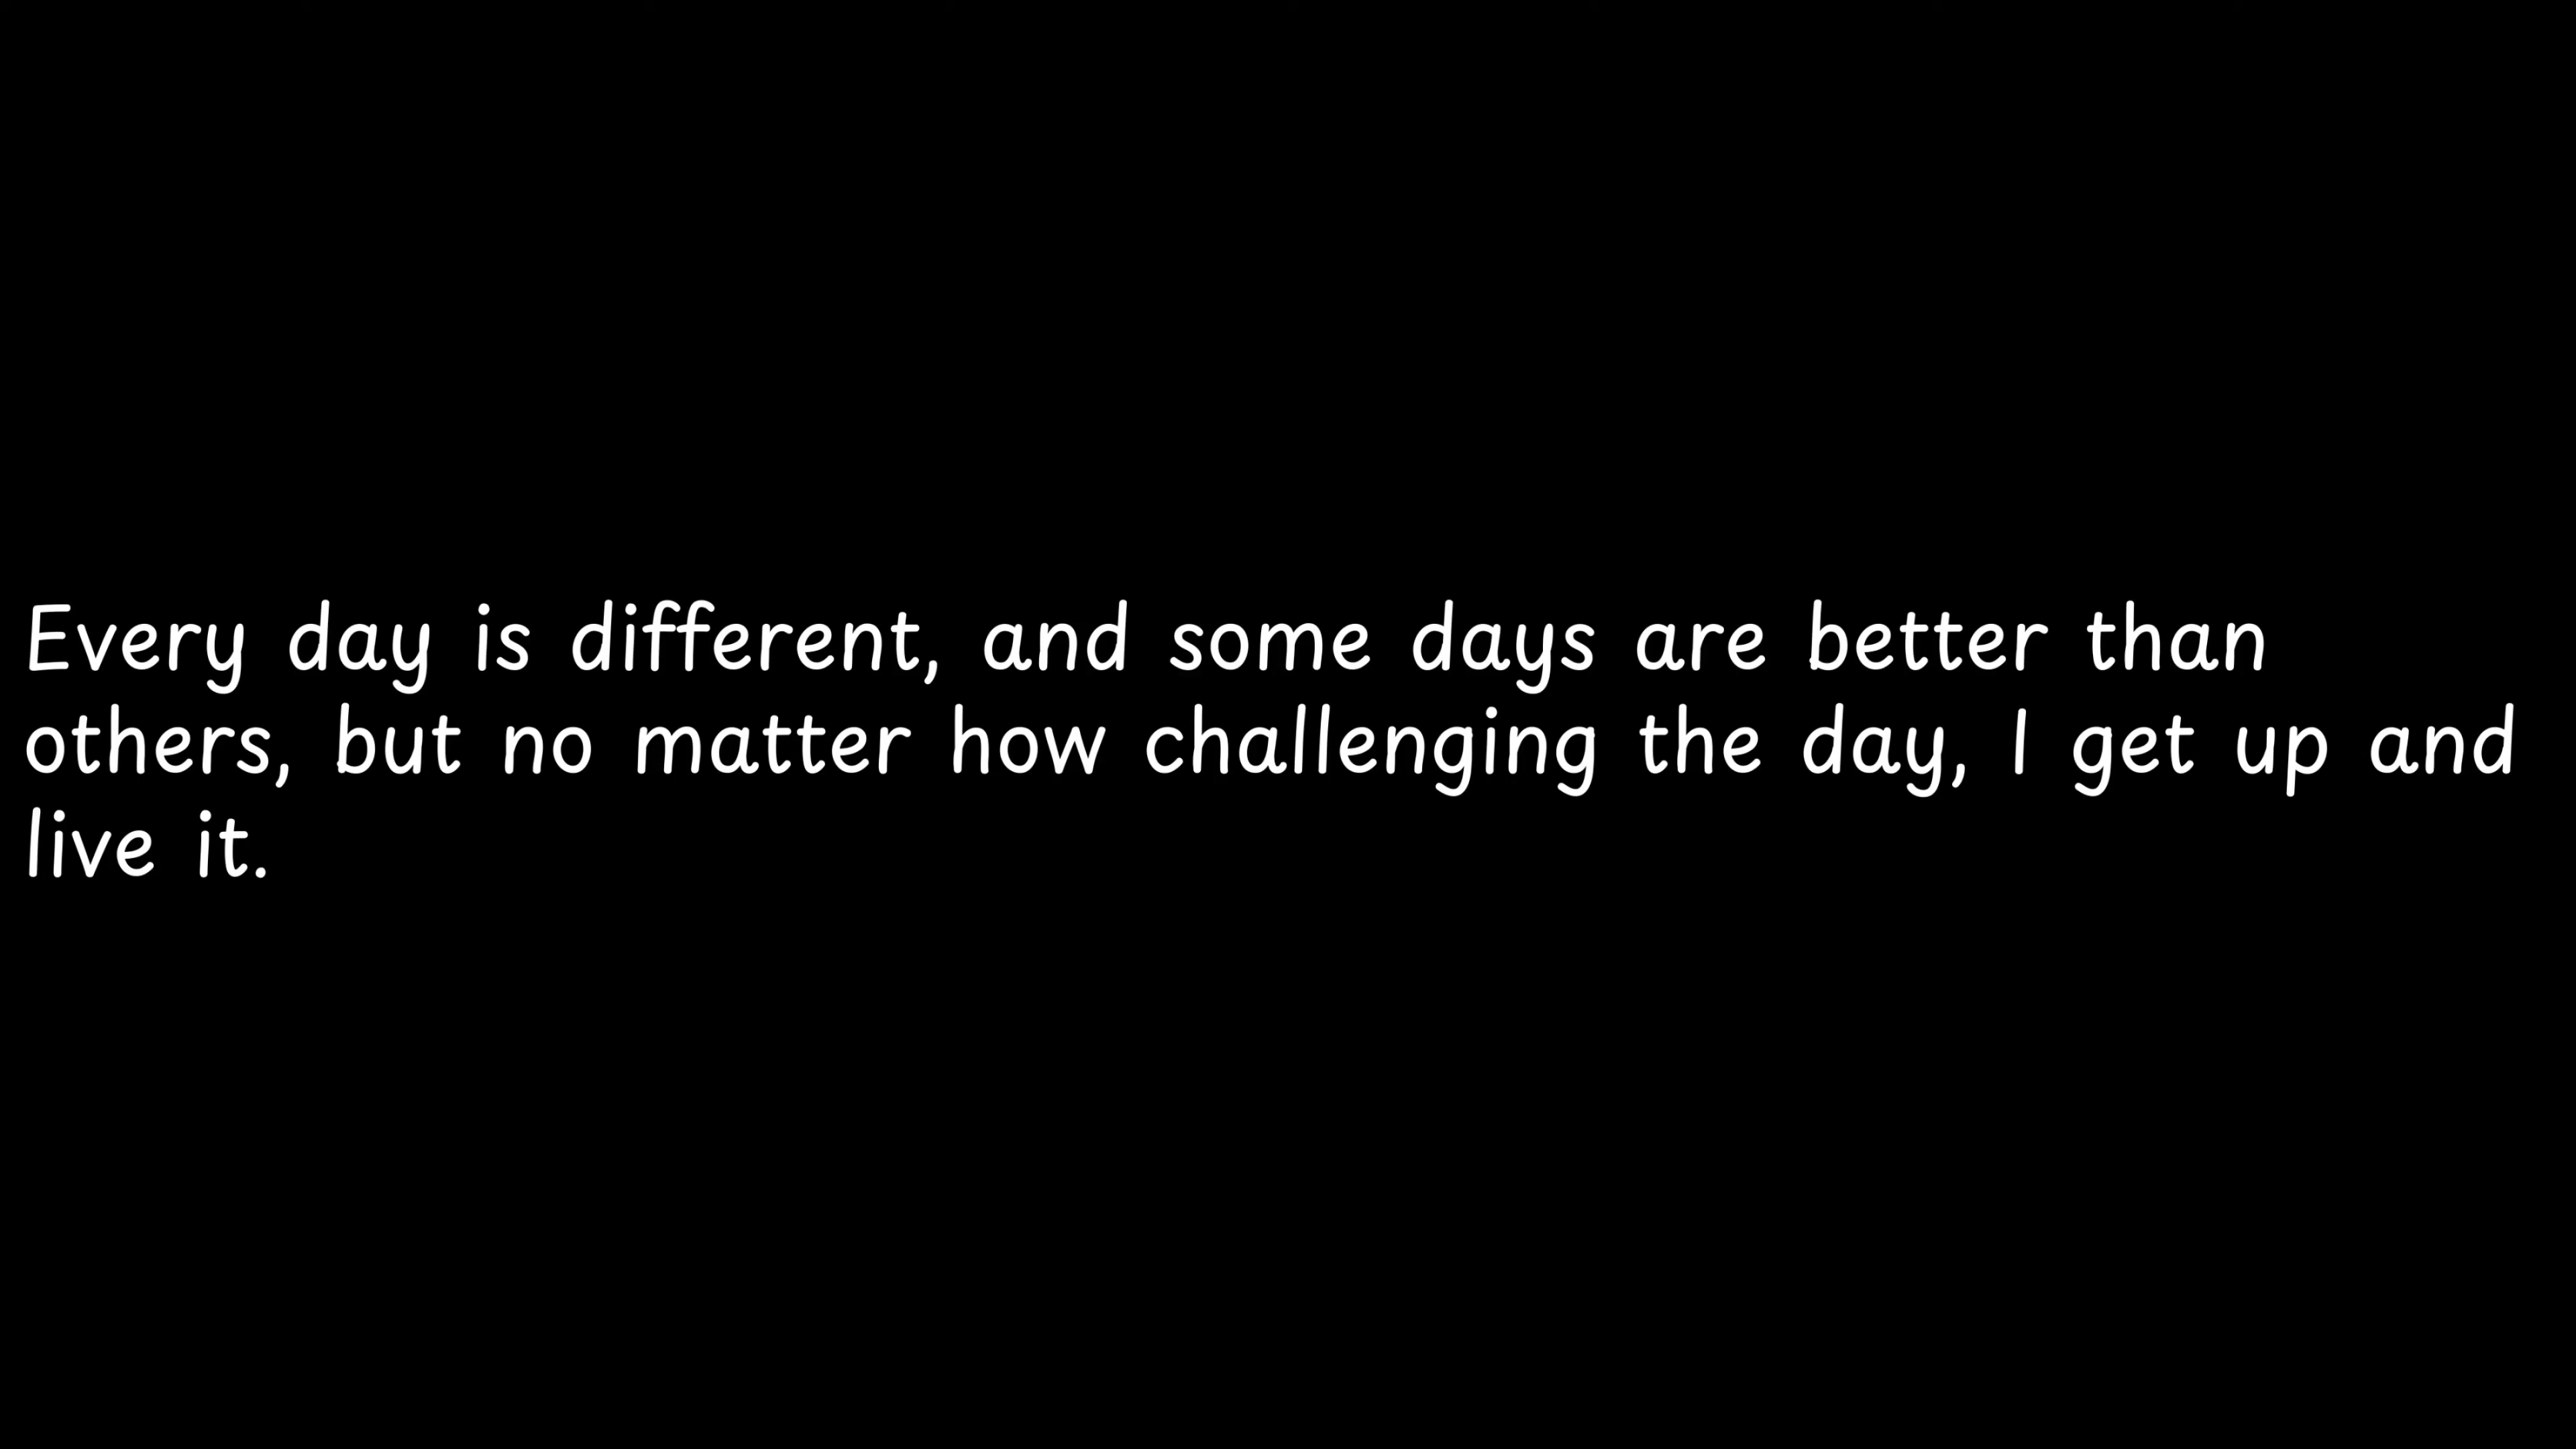 Every day is different, and some days are better than
others, but no matter how challenging the day, I get up and
live it.